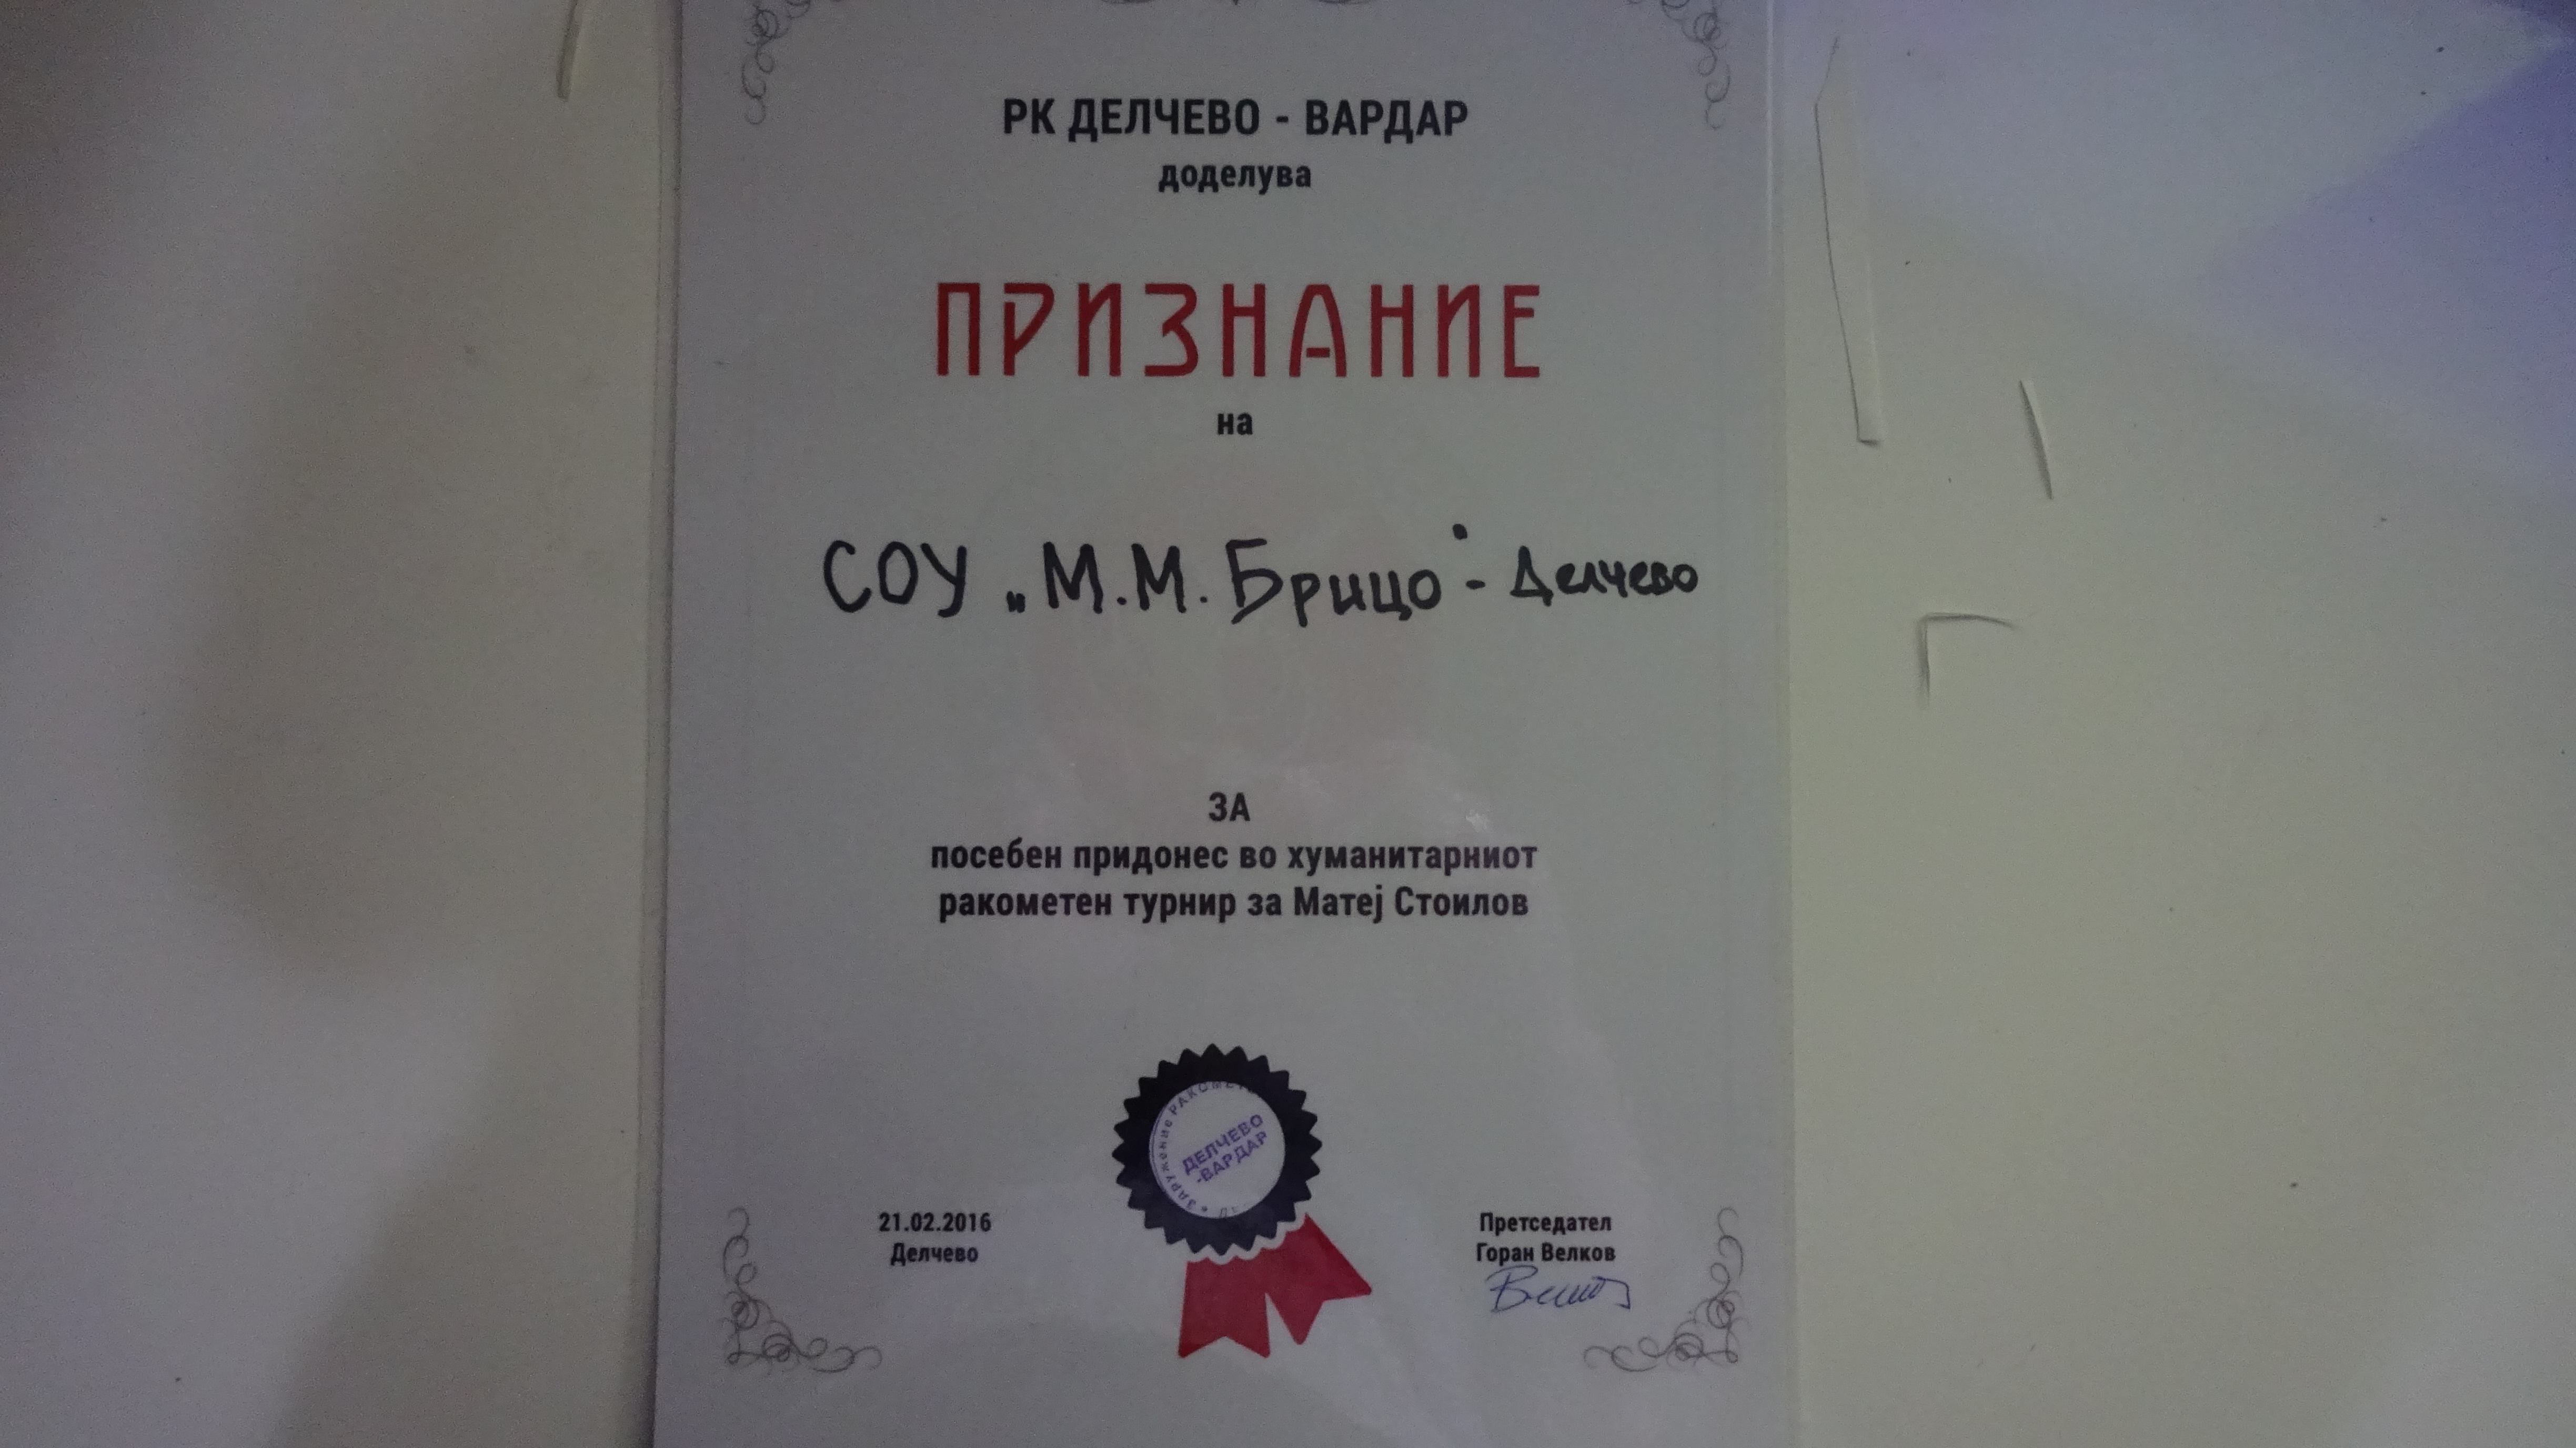 РК ДЕЛЧЕВО - ВАРДАР
доделува
ПРИЗНАНИЕ
на
СОУ „М.М. Брицо" - Делчево
ЗА
посебен придонес во хуманитарниот
ракометен турнир за Матеј Стоилов
ДЕЛЧЕВО
-ВАРДАР
21.02.2016
Делчево
Претседател
Горан Велков